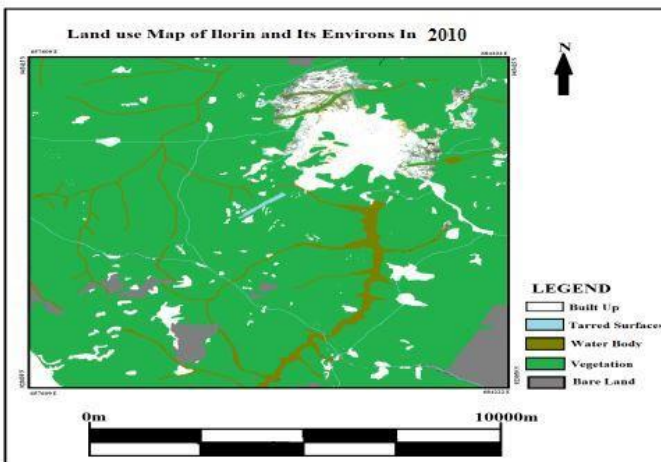 Land use Map of Ilorin and Its Environs In 2010
N
LEGEND
Built Up
Tarred Surfaces
Water Body
Vegetation
Bare Land
0m
10000m